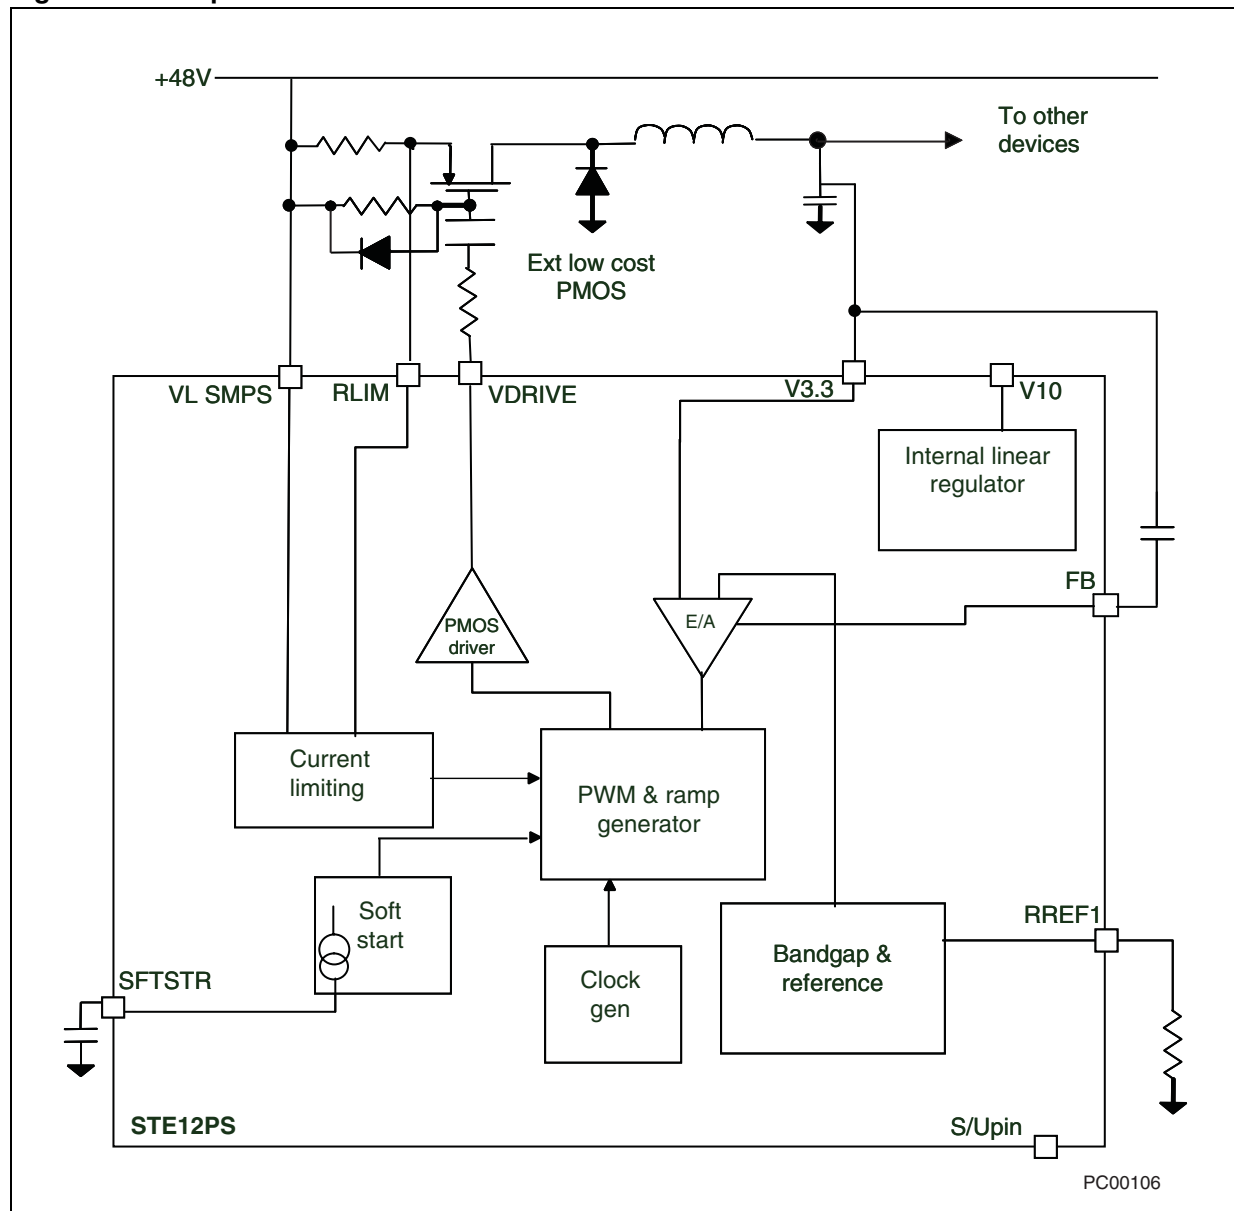 +48V
To other
devices
Ext low cost
PMOS
VL SMPS
RLIM
VDRIVE
V3.3
V10
Internal linear
regulator
FB
PMOS
driver
E/A
Current
limiting
PWM & ramp
generator
Soft
start
SFTSTR
Clock
gen
Bandgap &
reference
RREF1
STE12PS
S/Upin
PC00106